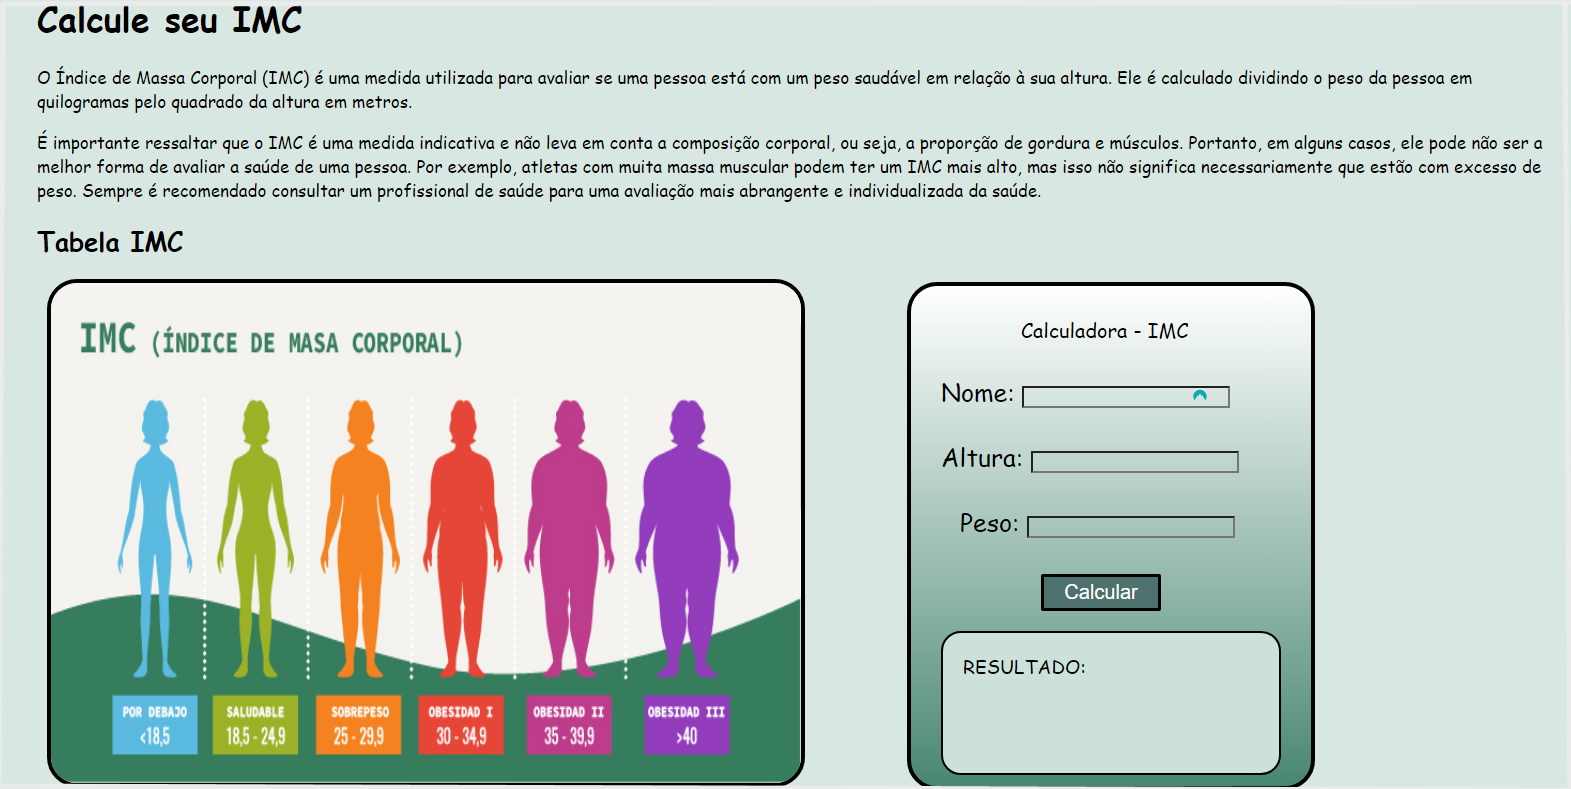 Calcule seu IMC
O Índice de Massa Corporal (IMC) é uma medida utilizada para avaliar se uma pessoa está com um peso saudável em relação à sua altura. Ele é calculado dividindo o peso da pessoa em
quilogramas pelo quadrado da altura em metros.
É importante ressaltar que o IMC é uma medida indicativa e não leva em conta a composição corporal, ou seja, a proporção de gordura e músculos. Portanto, em alguns casos, ele pode não ser a
melhor forma de avaliar a saúde de uma pessoa. Por exemplo, atletas com muita massa muscular podem ter um IMC mais alto, mas isso não significa necessariamente que estão com excesso de
peso. Sempre é recomendado consultar um profissional de saúde para uma avaliação mais abrangente e individualizada da saúde.
Tabela IMC
IMC (ÍNDICE DE MASA CORPORAL)
POR DEBAJO
<18,5
SALUDABLE
18,5 - 24,9
SOBREPESO
25 - 29,9
OBESIDAD I
30 - 34,9
OBESIDAD II
35 - 39,9
OBESIDAD III
>40
Calculadora - IMC
Nome:
Altura:
Peso:
Calcular
RESULTADO: